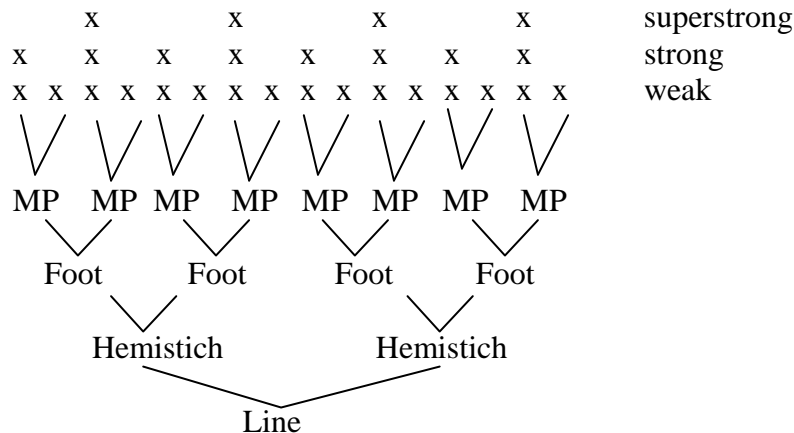 x x x x superstrong
x x x x x x x x strong
x x x x x x x x x x x x x x x x weak
MP MP MP MP MP MP MP MP
Foot Foot Foot Foot
Hemistich Hemistich
Line